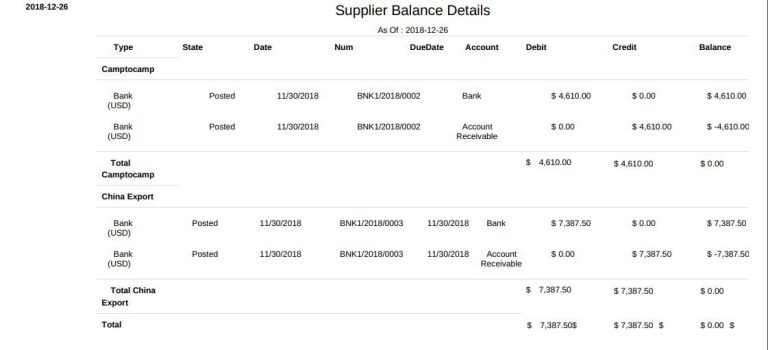 2018-12-26
Supplier Balance Details
As Of : 2018-12-26
Type State Date Num DueDate Account Debit Credit Balance
Camptocamp
Bank Posted 11/30/2018 BNK1/2018/0002 Bank $ 4,610.00 $ 0.00 $ 4,610.00
(USD)
Bank Posted 11/30/2018 BNK1/2018/0002 Account $ 0.00 $ 4,610.00 $ -4,610.00
(USD) Receivable
Total $ 4,610.00 $ 4,610.00 $ 0.00
Camptocamp
China Export
Bank Posted 11/30/2018 BNK1/2018/0003 11/30/2018 Bank $ 7,387.50 $ 0.00 $ 7,387.50
(USD)
Bank Posted 11/30/2018 BNK1/2018/0003 11/30/2018 Account $ 0.00 $ 7,387.50 $ -7,387.50
(USD) Receivable
Total China $ 7,387.50 $ 7,387.50 $ 0.00
Export
Total $ 7,387.50$ $ 7,387.50 $ $ 0.00 $